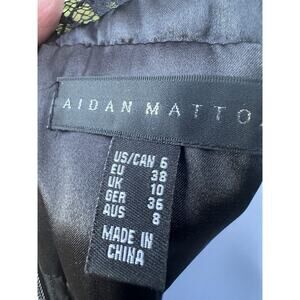 AIDAN MATTO
US/CAN 6
EU 38
UK 10
GER 36
AUS 8
MADE IN
CHINA